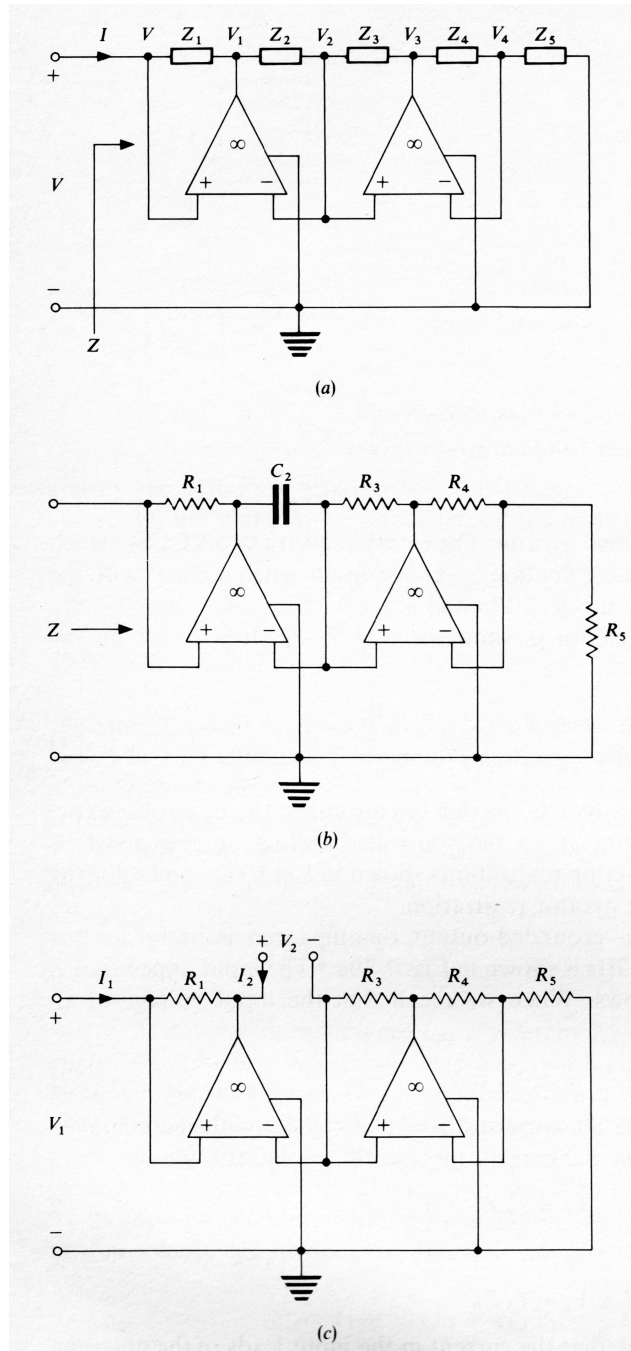 I V Z1 V1 Z2 V2 Z3 V3 Z4 V4 Z5
+
∞ ∞
V
+ − + −
−
Z
(a)
C2
R1 R3 R4
∞ ∞
Z + − + − R5
(b)
+ V2 −
I1 R1 I2 R3 R4 R5
+
∞ ∞
V1
+ − + −
−
(c)